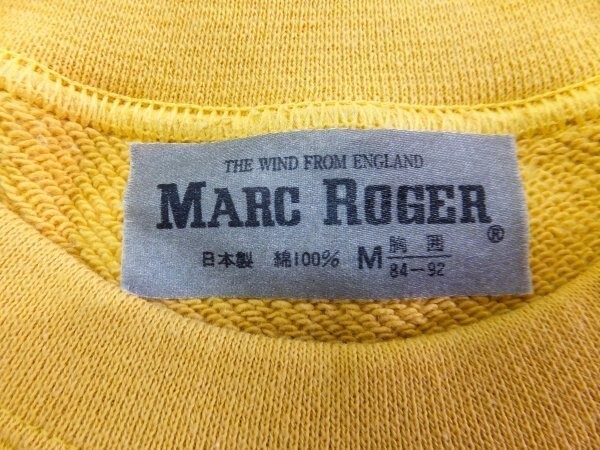 THE WIND FROM ENGLAND
MARC ROGER®
日本製 綿100% M 胸囲
84-92